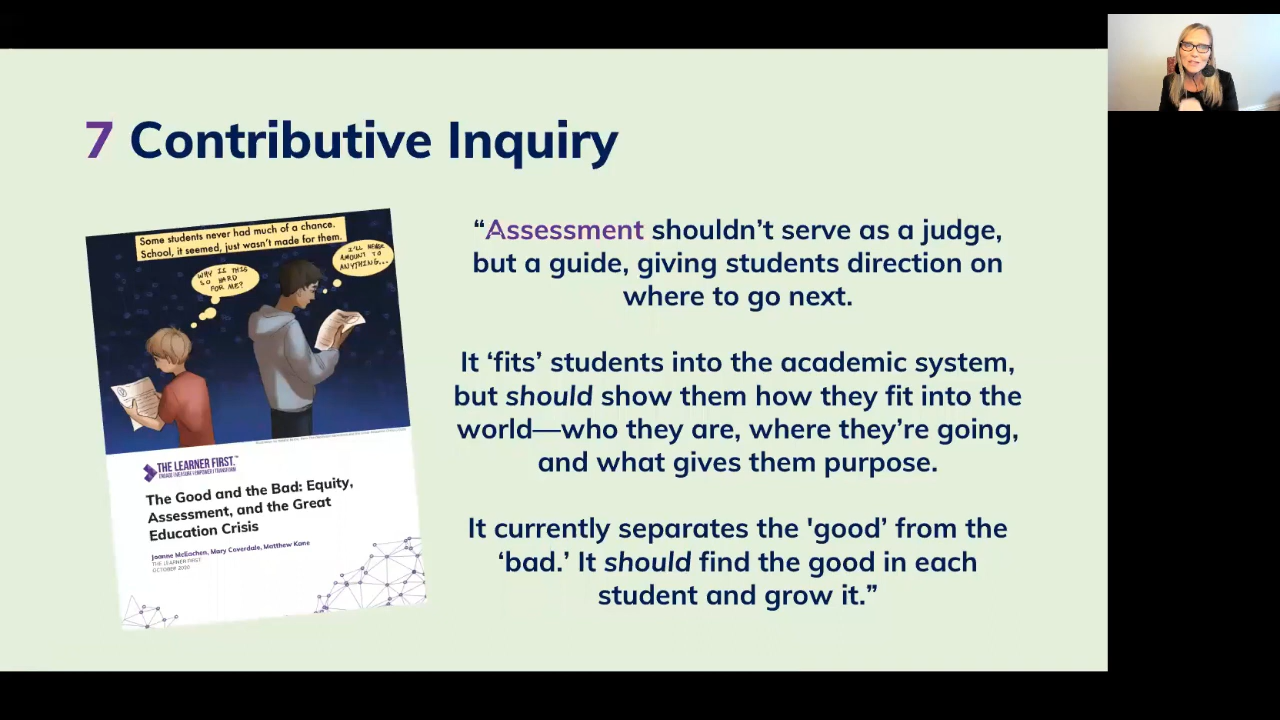 7 Contributive Inquiry
Some students never had much of a chance.
School, it seemed, just wasn't made for them.
WHY IS THIS
SO HARD
FOR ME?
I'LL NEVER
AMOUNT TO
ANYTHING...
THE LEARNER FIRST.™
The Good and the Bad: Equity,
Assessment, and the Great
Education Crisis
Joanne McEachen, Mary Coverdale, Matthew Kane
THE LEARNER FIRST
“Assessment shouldn’t serve as a judge,
but a guide, giving students direction on
where to go next.
It ‘fits’ students into the academic system,
but should show them how they fit into the
world—who they are, where they’re going,
and what gives them purpose.
It currently separates the 'good’ from the
‘bad.’ It should find the good in each
student and grow it.”